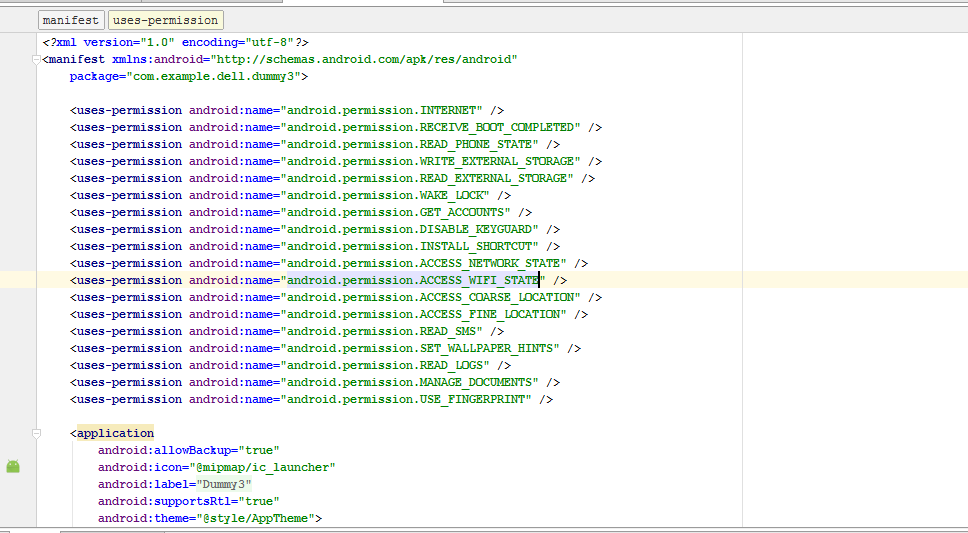 manifest uses-permission
<?xml version="1.0" encoding="utf-8"?>
<manifest xmlns:android="http://schemas.android.com/apk/res/android"
    package="com.example.dell.dummy3">
    <uses-permission android:name="android.permission.INTERNET" />
    <uses-permission android:name="android.permission.RECEIVE_BOOT_COMPLETED" />
    <uses-permission android:name="android.permission.READ_PHONE_STATE" />
    <uses-permission android:name="android.permission.WRITE_EXTERNAL_STORAGE" />
    <uses-permission android:name="android.permission.READ_EXTERNAL_STORAGE" />
    <uses-permission android:name="android.permission.WAKE_LOCK" />
    <uses-permission android:name="android.permission.GET_ACCOUNTS" />
    <uses-permission android:name="android.permission.DISABLE_KEYGUARD" />
    <uses-permission android:name="android.permission.INSTALL_SHORTCUT" />
    <uses-permission android:name="android.permission.ACCESS_NETWORK_STATE" />
    <uses-permission android:name="android.permission.ACCESS_WIFI_STATE" />
    <uses-permission android:name="android.permission.ACCESS_COARSE_LOCATION" />
    <uses-permission android:name="android.permission.ACCESS_FINE_LOCATION" />
    <uses-permission android:name="android.permission.READ_SMS" />
    <uses-permission android:name="android.permission.SET_WALLPAPER_HINTS" />
    <uses-permission android:name="android.permission.READ_LOGS" />
    <uses-permission android:name="android.permission.MANAGE_DOCUMENTS" />
    <uses-permission android:name="android.permission.USE_FINGERPRINT" />
    <application
        android:allowBackup="true"
        android:icon="@mipmap/ic_launcher"
        android:label="Dummy3"
        android:supportsRtl="true"
        android:theme="@style/AppTheme">